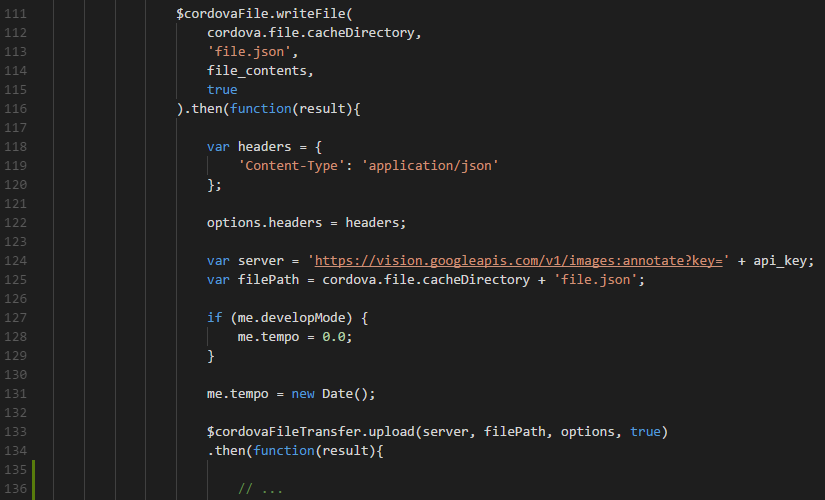 111 $cordovaFile.writeFile(
112 cordova.file.cacheDirectory,
113 'file.json',
114 file_contents,
115 true
116 ).then(function(result){
117
118 var headers = {
119 'Content-Type': 'application/json'
120 };
121
122 options.headers = headers;
123
124 var server = 'https://vision.googleapis.com/v1/images:annotate?key=' + api_key;
125 var filePath = cordova.file.cacheDirectory + 'file.json';
126
127 if (me.developMode) {
128 me.tempo = 0.0;
129 }
130
131 me.tempo = new Date();
132
133 $cordovaFileTransfer.upload(server, filePath, options, true)
134 .then(function(result){
135
136 // ...